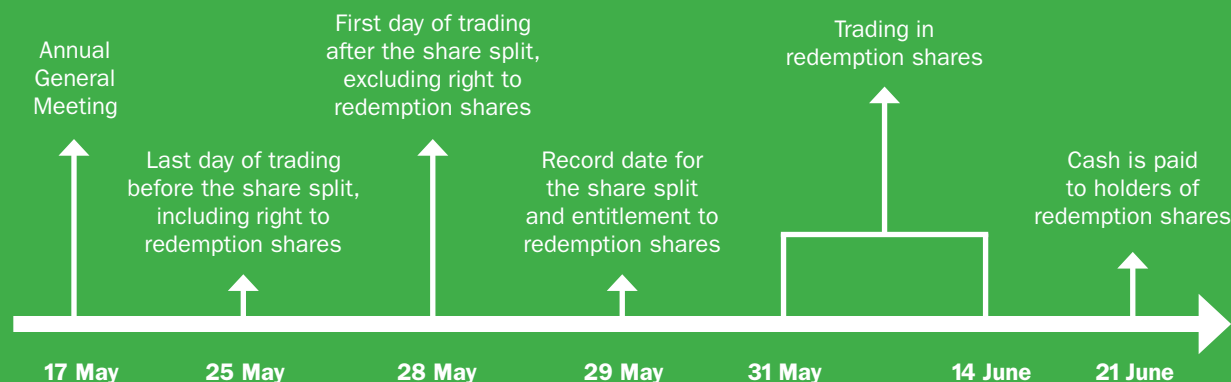 Annual
General
Meeting
Last day of trading
before the share split,
including right to
redemption shares
First day of trading
after the share split,
excluding right to
redemption shares
Record date for
the share split
and entitlement to
redemption shares
Trading in
redemption shares
Cash is paid
to holders of
redemption shares
17 May
25 May
28 May
29 May
31 May
14 June
21 June